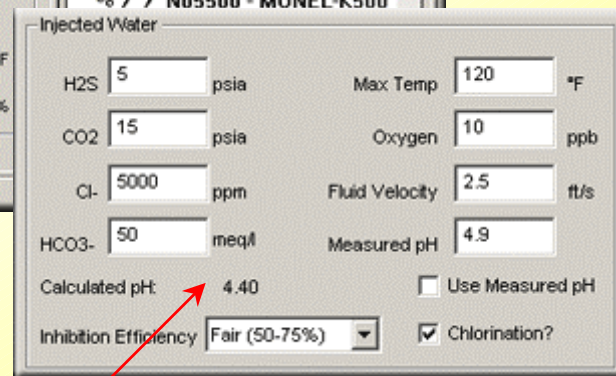 N05500 - MONEL-K500
Injected Water
H2S 5 psia Max Temp 120 °F
CO2 15 psia Oxygen 10 ppb
Cl- 5000 ppm Fluid Velocity 2.5 ft/s
HCO3- 50 meq/l Measured pH 4.9
Calculated pH: 4.40 Use Measured pH
Inhibition Efficiency Fair (50-75%) Chlorination?
F
%